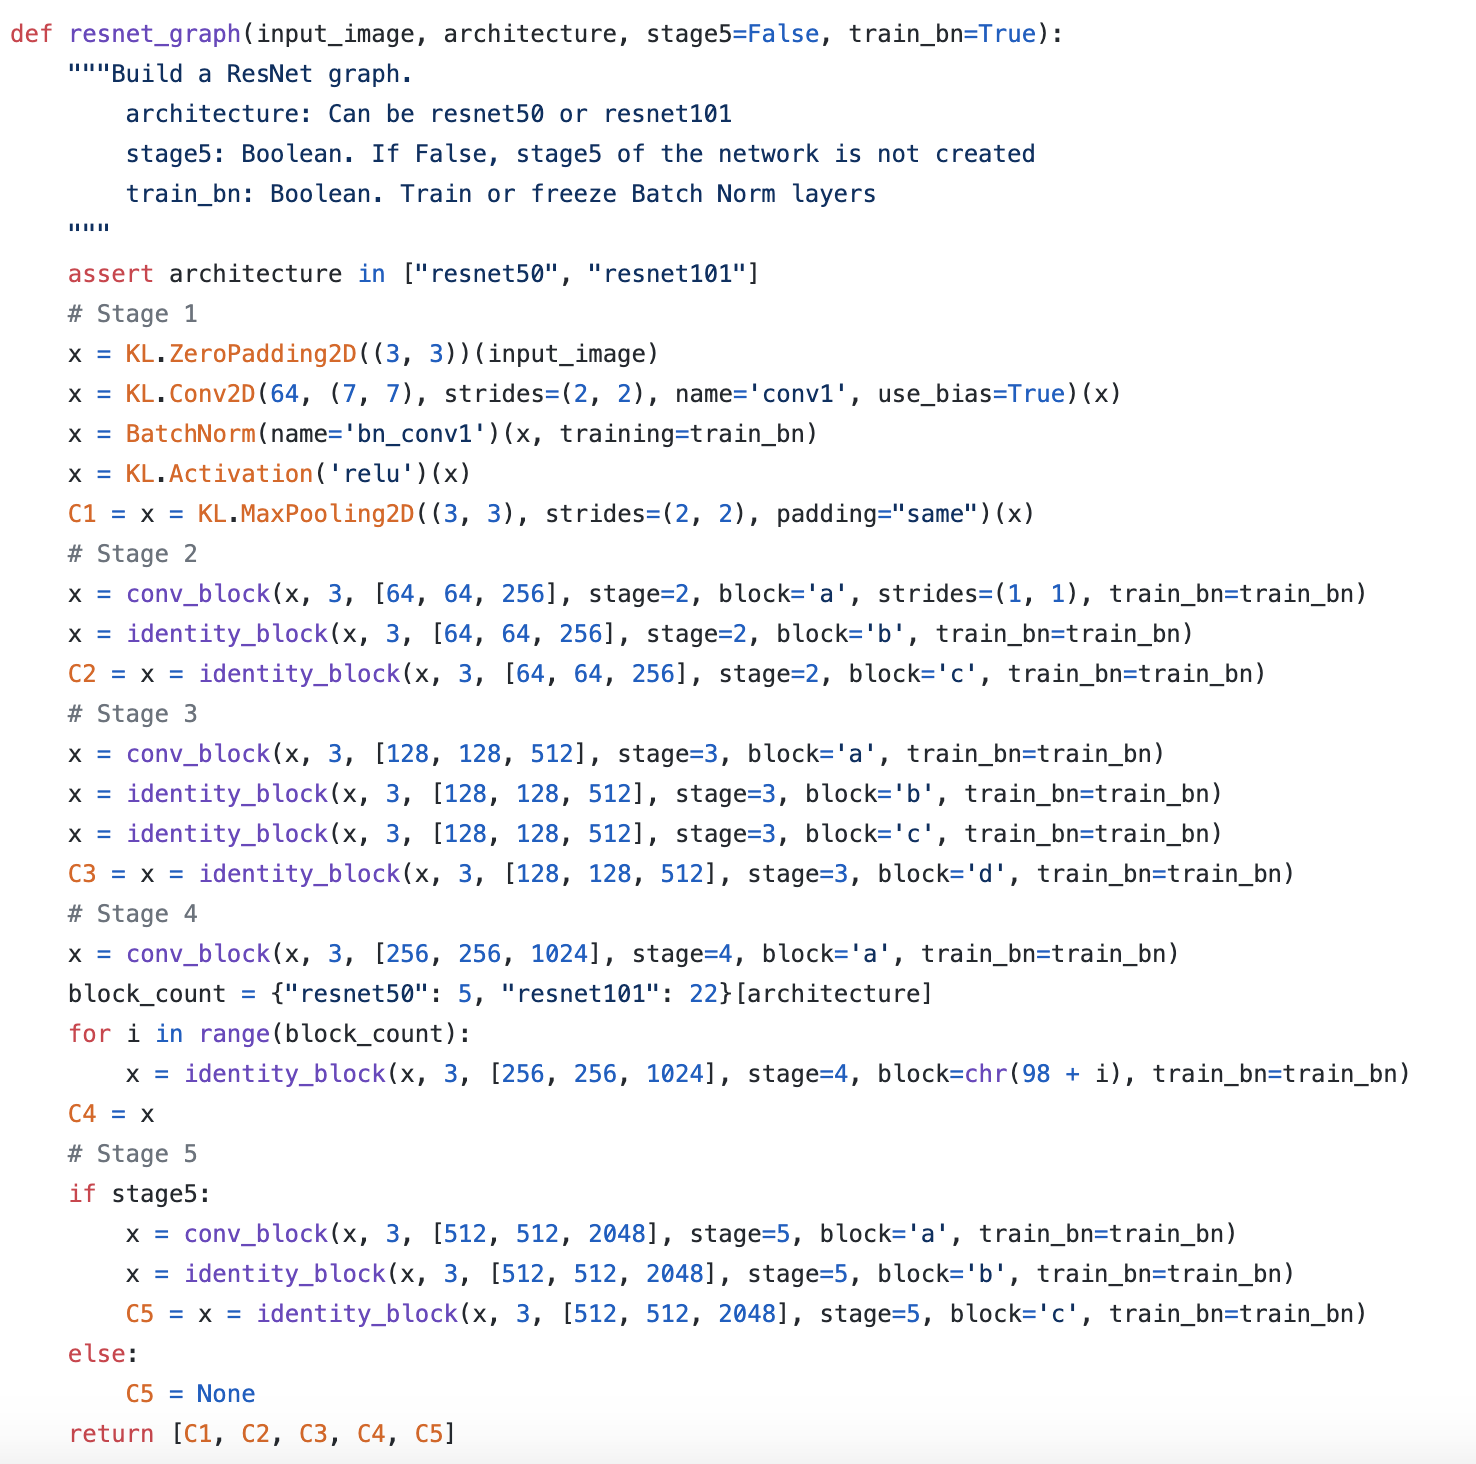 def resnet_graph(input_image, architecture, stage5=False, train_bn=True):
    """Build a ResNet graph.
        architecture: Can be resnet50 or resnet101
        stage5: Boolean. If False, stage5 of the network is not created
        train_bn: Boolean. Train or freeze Batch Norm layers
    """
    assert architecture in ["resnet50", "resnet101"]
    # Stage 1
    x = KL.ZeroPadding2D((3, 3))(input_image)
    x = KL.Conv2D(64, (7, 7), strides=(2, 2), name='conv1', use_bias=True)(x)
    x = BatchNorm(name='bn_conv1')(x, training=train_bn)
    x = KL.Activation('relu')(x)
    C1 = x = KL.MaxPooling2D((3, 3), strides=(2, 2), padding="same")(x)
    # Stage 2
    x = conv_block(x, 3, [64, 64, 256], stage=2, block='a', strides=(1, 1), train_bn=train_bn)
    x = identity_block(x, 3, [64, 64, 256], stage=2, block='b', train_bn=train_bn)
    C2 = x = identity_block(x, 3, [64, 64, 256], stage=2, block='c', train_bn=train_bn)
    # Stage 3
    x = conv_block(x, 3, [128, 128, 512], stage=3, block='a', train_bn=train_bn)
    x = identity_block(x, 3, [128, 128, 512], stage=3, block='b', train_bn=train_bn)
    x = identity_block(x, 3, [128, 128, 512], stage=3, block='c', train_bn=train_bn)
    C3 = x = identity_block(x, 3, [128, 128, 512], stage=3, block='d', train_bn=train_bn)
    # Stage 4
    x = conv_block(x, 3, [256, 256, 1024], stage=4, block='a', train_bn=train_bn)
    block_count = {"resnet50": 5, "resnet101": 22}[architecture]
    for i in range(block_count):
        x = identity_block(x, 3, [256, 256, 1024], stage=4, block=chr(98 + i), train_bn=train_bn)
    C4 = x
    # Stage 5
    if stage5:
        x = conv_block(x, 3, [512, 512, 2048], stage=5, block='a', train_bn=train_bn)
        x = identity_block(x, 3, [512, 512, 2048], stage=5, block='b', train_bn=train_bn)
        C5 = x = identity_block(x, 3, [512, 512, 2048], stage=5, block='c', train_bn=train_bn)
    else:
        C5 = None
    return [C1, C2, C3, C4, C5]